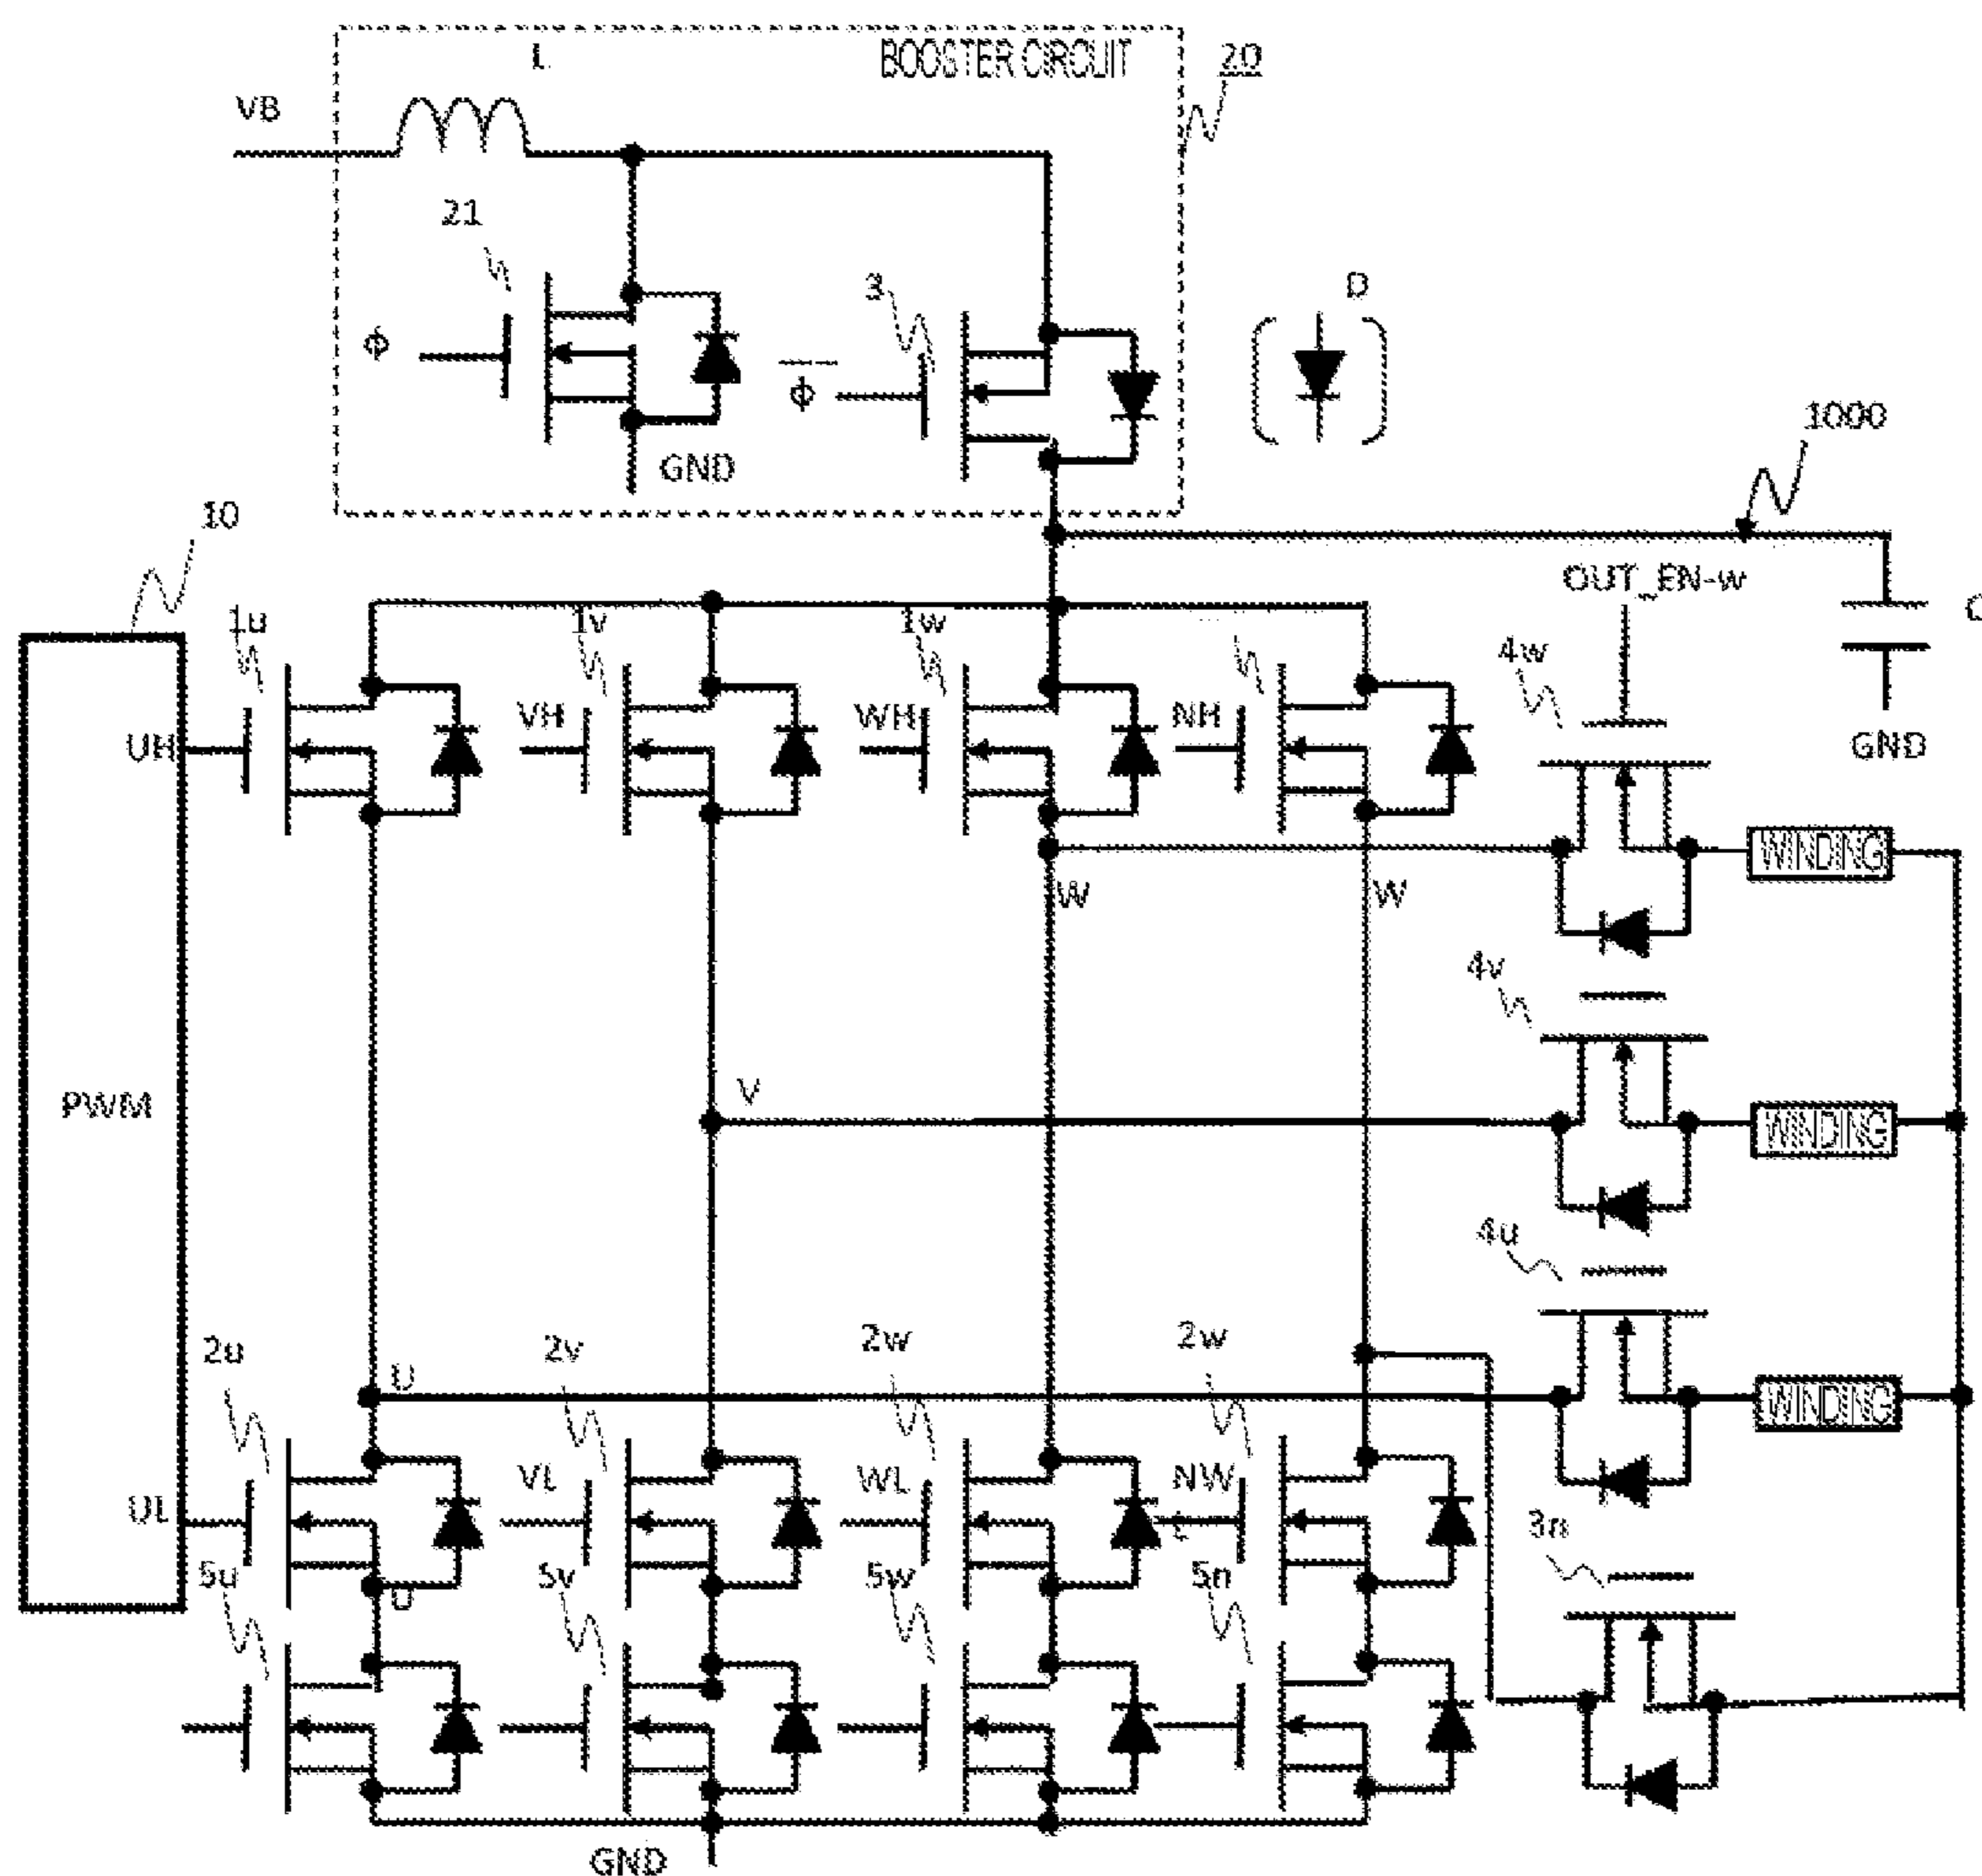 L BOOSTER CIRCUIT 20
VB
21
3 D
ϕ ϕ
1000
GND
10
OUT_EN-w
1u 1v 1w C
4w
UH VH WH NH
GND
WINDING
W W
4v
V
PWM
WINDING
4u
2u 2v 2w 2w
U
WINDING
UL VL WL NW
3n
5u U 5v 5w 5n
GND